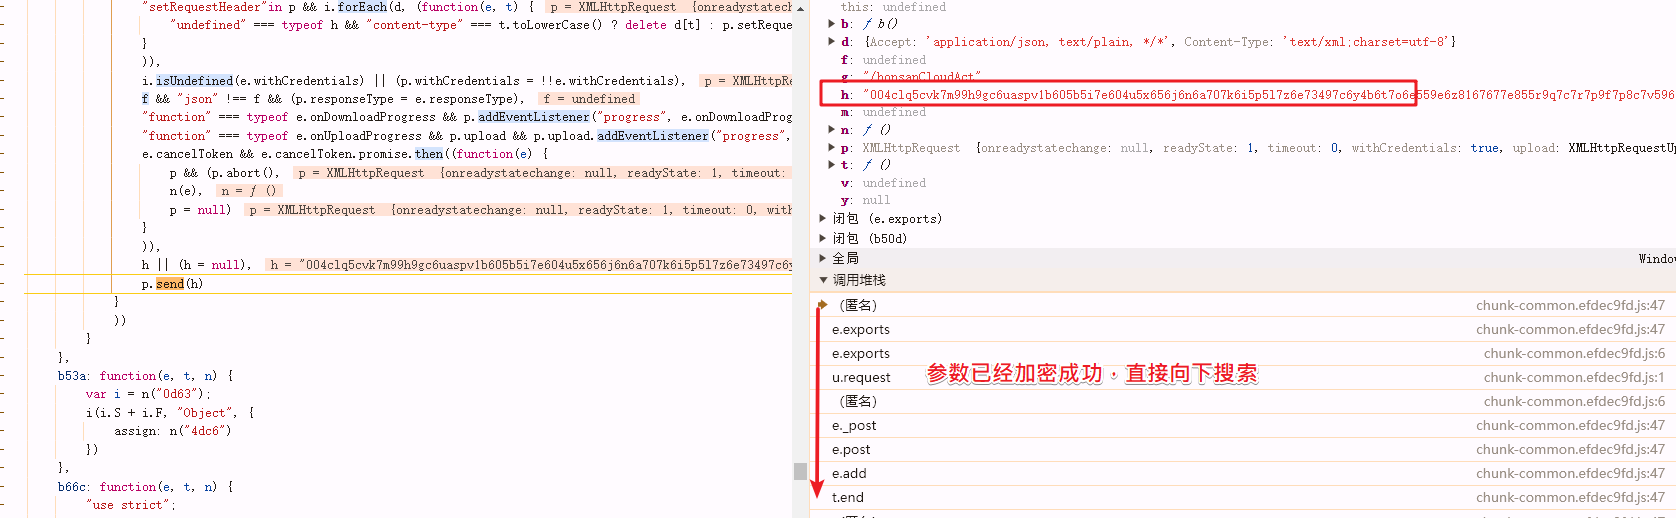 "setRequestHeader"in p && i.forEach(d, (function(e, t) { p = XMLHttpRequest {onreadystatech
"undefined" === typeof h && "content-type" === t.toLowerCase() ? delete d[t] : p.setReque
}
)),
i.isUndefined(e.withCredentials) || (p.withCredentials = !!e.withCredentials), p = XMLHttpR
f && "json" !== f && (p.responseType = e.responseType), f = undefined
"function" === typeof e.onDownloadProgress && p.addEventListener("progress", e.onDownloadProg
"function" === typeof e.onUploadProgress && p.upload && p.upload.addEventListener("progress",
e.cancelToken && e.cancelToken.promise.then((function(e) {
p && (p.abort(), p = XMLHttpRequest {onreadystatechange: null, readyState: 1, timeout:
n(e), n = ƒ ()
p = null) p = XMLHttpRequest {onreadystatechange: null, readyState: 1, timeout: 0, with
}
)),
h || (h = null), h = "004clq5cvk7m99h9gc6uaspv1b605b5i7e604u5x656j6n6a707k6i5p5l7z6e73497c6y
p.send(h)
}
))
}
},
b53a: function(e, t, n) {
var i = n("0d63");
i(i.S + i.F, "Object", {
assign: n("4dc6")
})
},
b66c: function(e, t, n) {
"use strict";
this: undefined
b: ƒ b()
d: {Accept: 'application/json, text/plain, */*', Content-Type: 'text/xml;charset=utf-8'}
f: undefined
g: "/honsanCloudAct"
h: "004clq5cvk7m99h9gc6uaspv1b605b5i7e604u5x656j6n6a707k6i5p5l7z6e73497c6y4b6t7o6e559e6z8167677e855r9q7c7r7p9f7p8c7v596
m: undefined
n: ƒ ()
p: XMLHttpRequest {onreadystatechange: null, readyState: 1, timeout: 0, withCredentials: true, upload: XMLHttpRequestUp
t: ƒ ()
v: undefined
y: null
闭包 (e.exports)
闭包 (b50d)
全局 Window
调用堆栈
(匿名) chunk-common.efdec9fd.js:47
e.exports chunk-common.efdec9fd.js:47
e.exports chunk-common.efdec9fd.js:6
u.request chunk-common.efdec9fd.js:1
参数已经加密成功，直接向下搜索
(匿名) chunk-common.efdec9fd.js:6
e._post chunk-common.efdec9fd.js:47
e.post chunk-common.efdec9fd.js:47
e.add chunk-common.efdec9fd.js:47
t.end chunk-common.efdec9fd.js:47